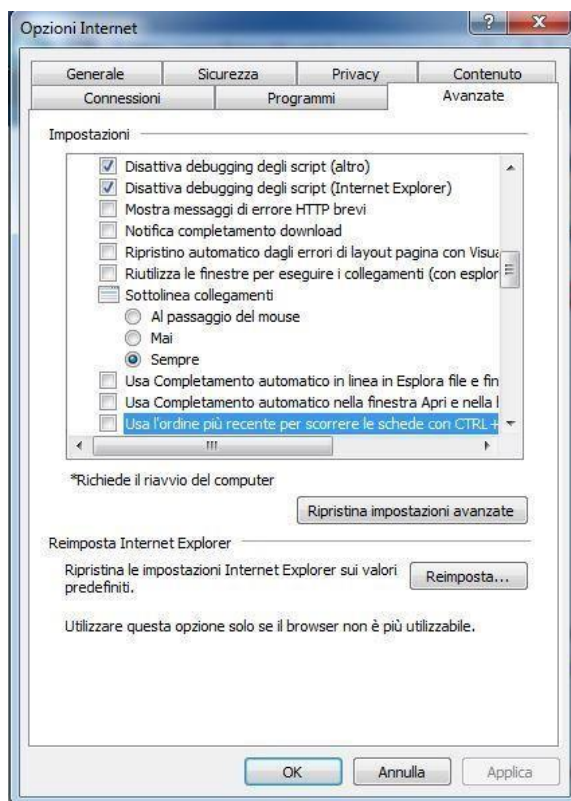 Opzioni Internet
Generale Sicurezza Privacy Contenuto
Connessioni Programmi Avanzate
Impostazioni
Disattiva debugging degli script (altro)
Disattiva debugging degli script (Internet Explorer)
Mostra messaggi di errore HTTP brevi
Notifica completamento download
Ripristino automatico dagli errori di layout pagina con Visua
Riutilizza le finestre per eseguire i collegamenti (con esplor
Sottolinea collegamenti
Al passaggio del mouse
Mai
Sempre
Usa Completamento automatico in linea in Esplora file e fin
Usa Completamento automatico nella finestra Apri e nella
Usa l'ordine più recente per scorrere le schede con CTRL+
*Richiede il riavvio del computer
Ripristina impostazioni avanzate
Reimposta Internet Explorer
Ripristina le impostazioni Internet Explorer sui valori
predefiniti.
Reimposta...
Utilizzare questa opzione solo se il browser non è più utilizzabile.
OK Annulla Applica